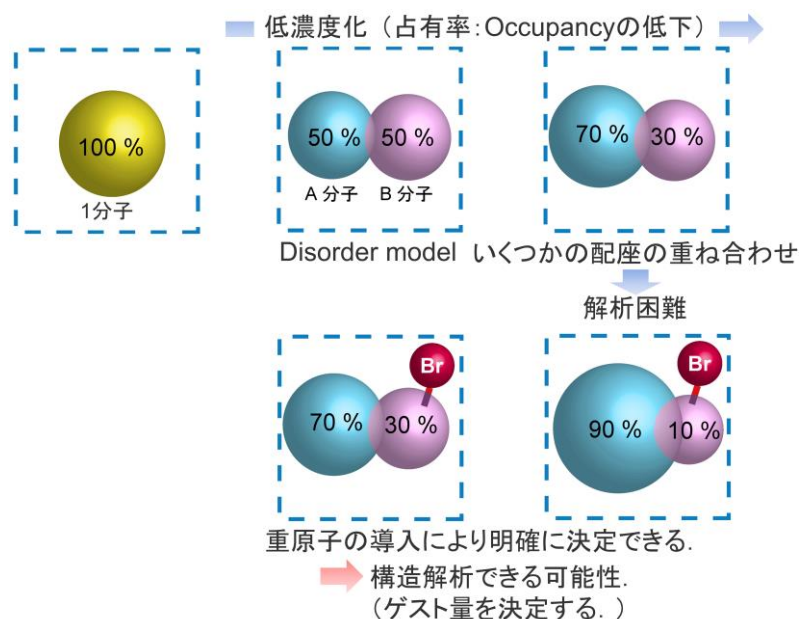 低濃度化（占有率：Occupancyの低下）
100 %
1分子
50 %
50 %
A 分子
B 分子
70 %
30 %
Disorder model いくつかの配座の重ね合わせ
解析困難
Br
70 %
30 %
Br
90 %
10 %
重原子の導入により明確に決定できる.
構造解析できる可能性.
（ゲスト量を決定する. ）